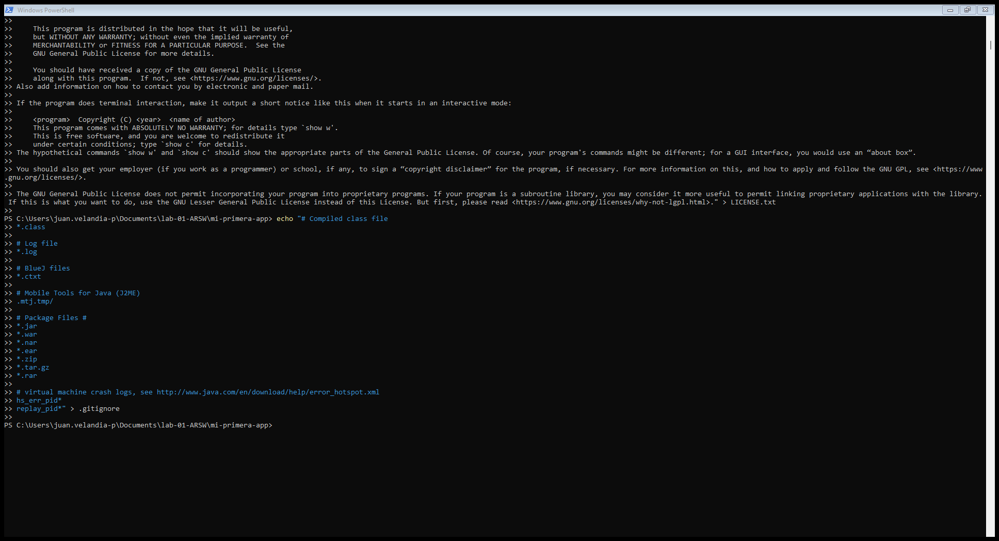 Windows PowerShell
>>
>>     This program is distributed in the hope that it will be useful,
>>     but WITHOUT ANY WARRANTY; without even the implied warranty of
>>     MERCHANTABILITY or FITNESS FOR A PARTICULAR PURPOSE.  See the
>>     GNU General Public License for more details.
>>
>>     You should have received a copy of the GNU General Public License
>>     along with this program.  If not, see <https://www.gnu.org/licenses/>.
>> Also add information on how to contact you by electronic and paper mail.
>>
>> If the program does terminal interaction, make it output a short notice like this when it starts in an interactive mode:
>>
>>     <program>  Copyright (C) <year>  <name of author>
>>     This program comes with ABSOLUTELY NO WARRANTY; for details type `show w'.
>>     This is free software, and you are welcome to redistribute it
>>     under certain conditions; type `show c' for details.
>> The hypothetical commands `show w' and `show c' should show the appropriate parts of the General Public License. Of course, your program's commands might be different; for a GUI interface, you would use an “about box”.
>>
>> You should also get your employer (if you work as a programmer) or school, if any, to sign a “copyright disclaimer” for the program, if necessary. For more information on this, and how to apply and follow the GNU GPL, see <https://www
.gnu.org/licenses/>.
>>
>> The GNU General Public License does not permit incorporating your program into proprietary programs. If your program is a subroutine library, you may consider it more useful to permit linking proprietary applications with the library.
 If this is what you want to do, use the GNU Lesser General Public License instead of this License. But first, please read <https://www.gnu.org/licenses/why-not-lgpl.html>." > LICENSE.txt
>>
PS C:\Users\juan.velandia-p\Documents\lab-01-ARSW\mi-primera-app> echo "# Compiled class file
>> *.class
>>
>> # Log file
>> *.log
>>
>> # BlueJ files
>> *.ctxt
>>
>> # Mobile Tools for Java (J2ME)
>> .mtj.tmp/
>>
>> # Package Files #
>> *.jar
>> *.war
>> *.nar
>> *.ear
>> *.zip
>> *.tar.gz
>> *.rar
>>
>> # virtual machine crash logs, see http://www.java.com/en/download/help/error_hotspot.xml
>> hs_err_pid*
>> replay_pid*" > .gitignore
>>
PS C:\Users\juan.velandia-p\Documents\lab-01-ARSW\mi-primera-app>